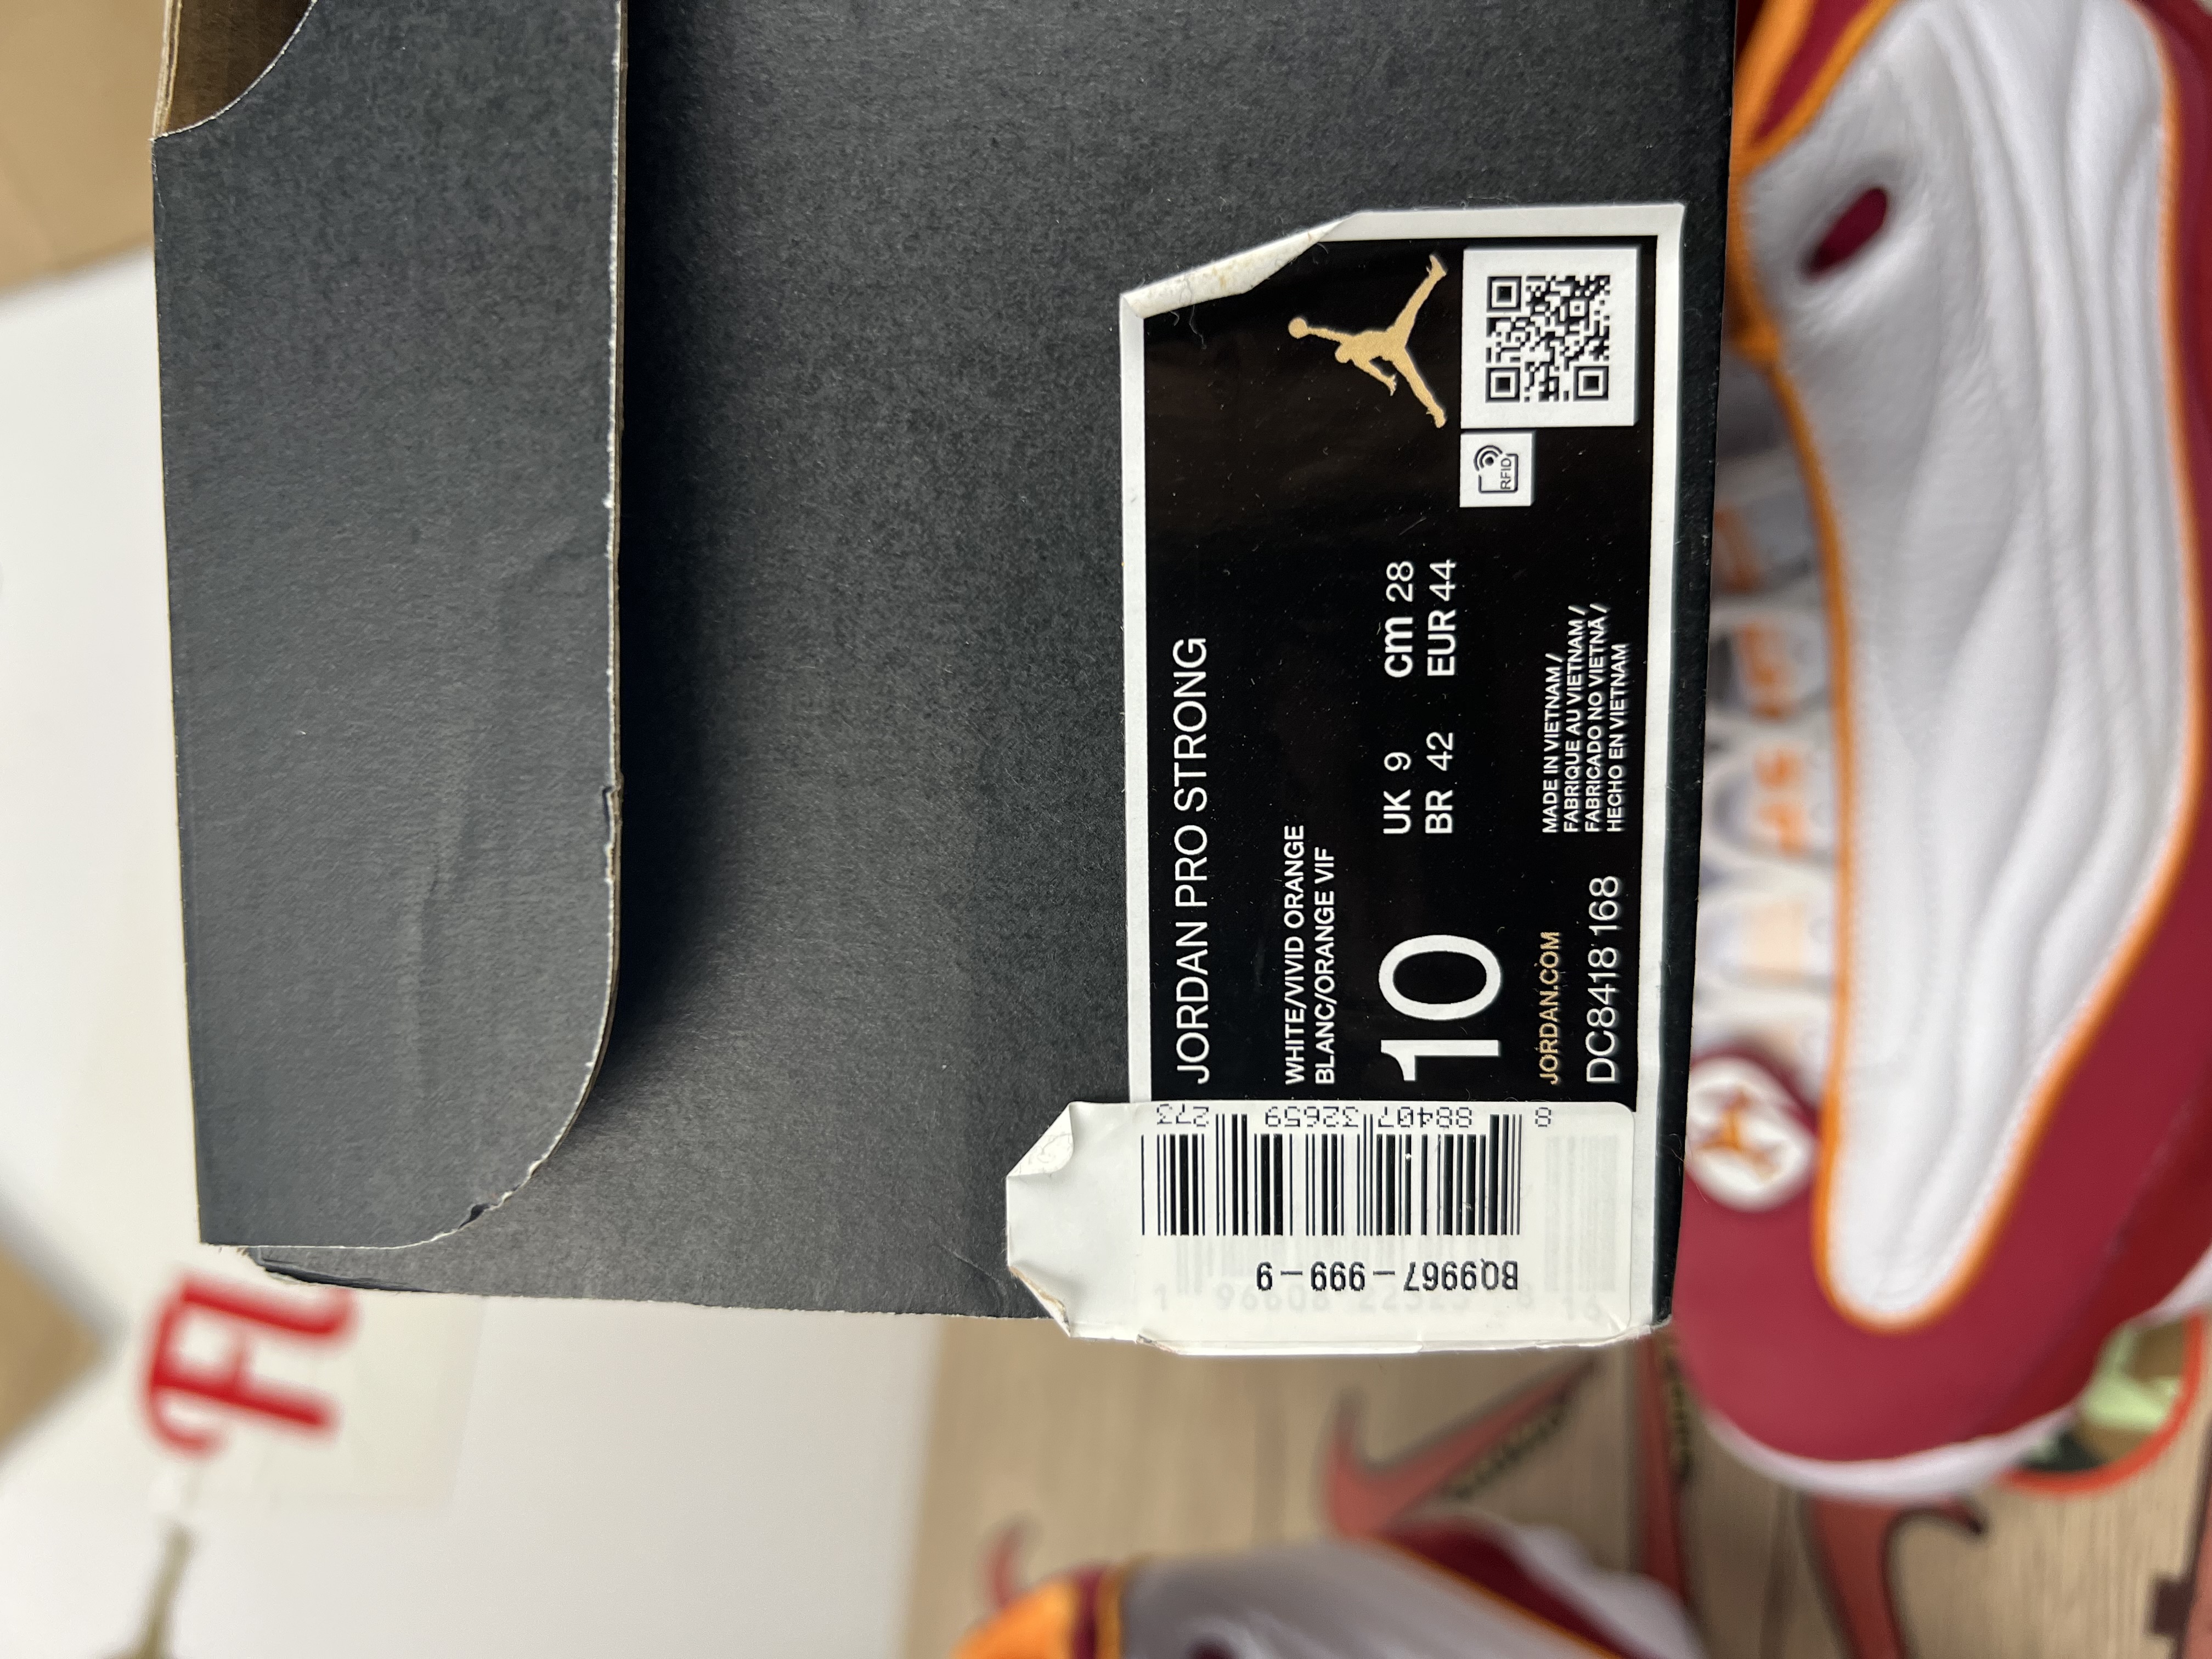 FL
JORDAN PRO STRONG
WHITE/VIVID ORANGE
BLANC/ORANGE VIF
10
UK 9
cm 28
BR 42
EUR 44
RFID
JORDAN.COM
DC8418 168
MADE IN VIETNAM /
FABRIQUE AU VIETNAM /
FABRICADO NO VIETNÃ /
HECHO EN VIETNAM
BQ9967-999-9
8 88407 32659 273